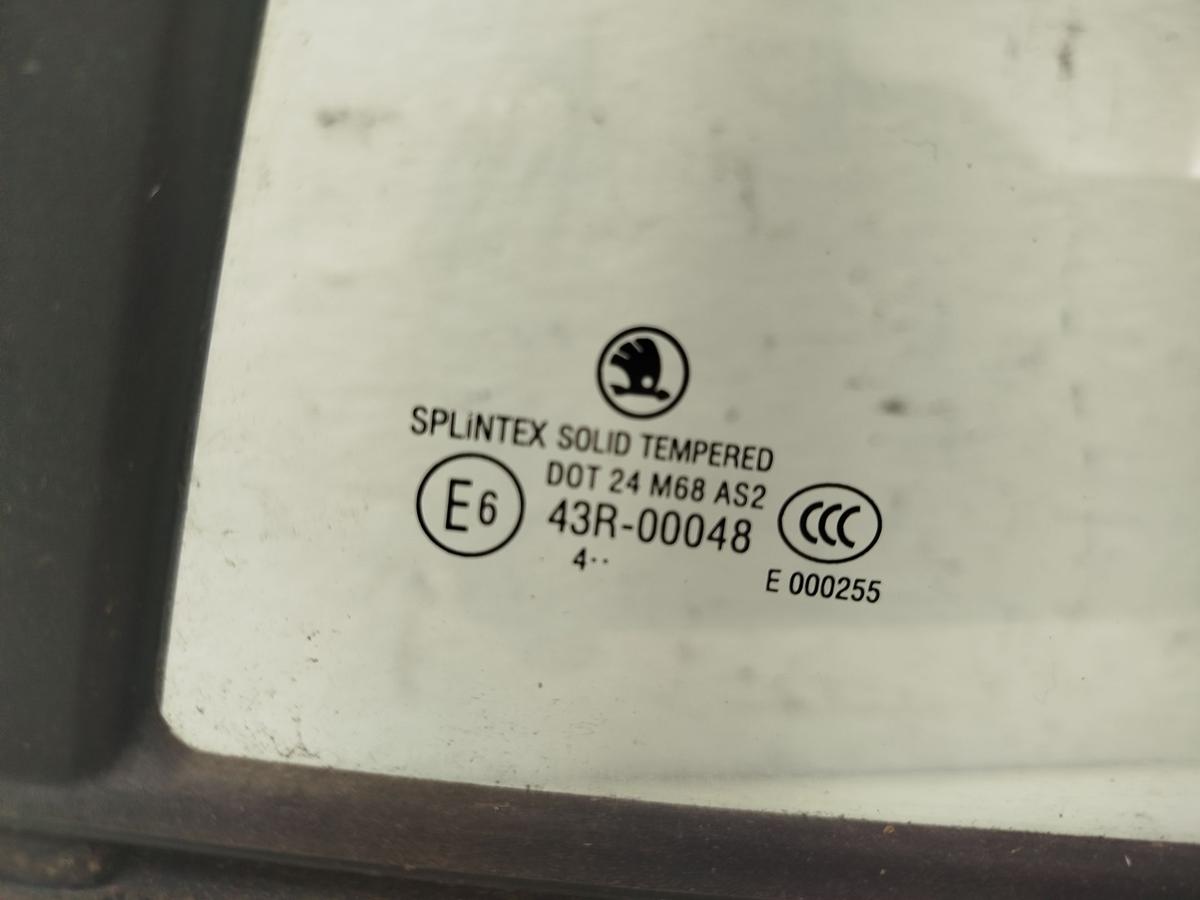 SPLiNTEX SOLID TEMPERED
DOT 24 M68 AS2
E6 43R-00048 CCC
4··
E 000255